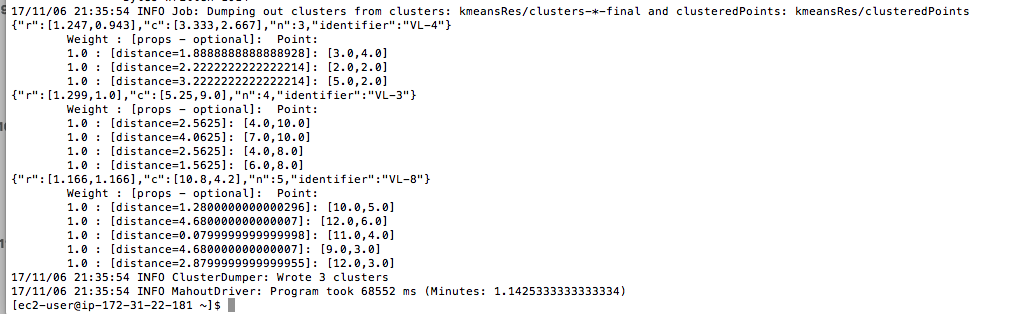 17/11/06 21:35:54 INFO Job: Dumping out clusters from clusters: kmeansRes/clusters-*-final and clusteredPoints: kmeansRes/clusteredPoints
{"r":[1.247,0.943],"c":[3.333,2.667],"n":3,"identifier":"VL-4"}
Weight : [props - optional]:  Point:
1.0 : [distance=1.8888888888888928]: [3.0,4.0]
1.0 : [distance=2.2222222222222214]: [2.0,2.0]
1.0 : [distance=3.2222222222222214]: [5.0,2.0]
{"r":[1.299,1.0],"c":[5.25,9.0],"n":4,"identifier":"VL-3"}
Weight : [props - optional]:  Point:
1.0 : [distance=2.5625]: [4.0,10.0]
1.0 : [distance=4.0625]: [7.0,10.0]
1.0 : [distance=2.5625]: [4.0,8.0]
1.0 : [distance=1.5625]: [6.0,8.0]
{"r":[1.166,1.166],"c":[10.8,4.2],"n":5,"identifier":"VL-8"}
Weight : [props - optional]:  Point:
1.0 : [distance=1.2800000000000296]: [10.0,5.0]
1.0 : [distance=4.680000000000007]: [12.0,6.0]
1.0 : [distance=0.0799999999999998]: [11.0,4.0]
1.0 : [distance=4.680000000000007]: [9.0,3.0]
1.0 : [distance=2.8799999999999955]: [12.0,3.0]
17/11/06 21:35:54 INFO ClusterDumper: Wrote 3 clusters
17/11/06 21:35:54 INFO MahoutDriver: Program took 68552 ms (Minutes: 1.1425333333333334)
[ec2-user@ip-172-31-22-181 ~]$